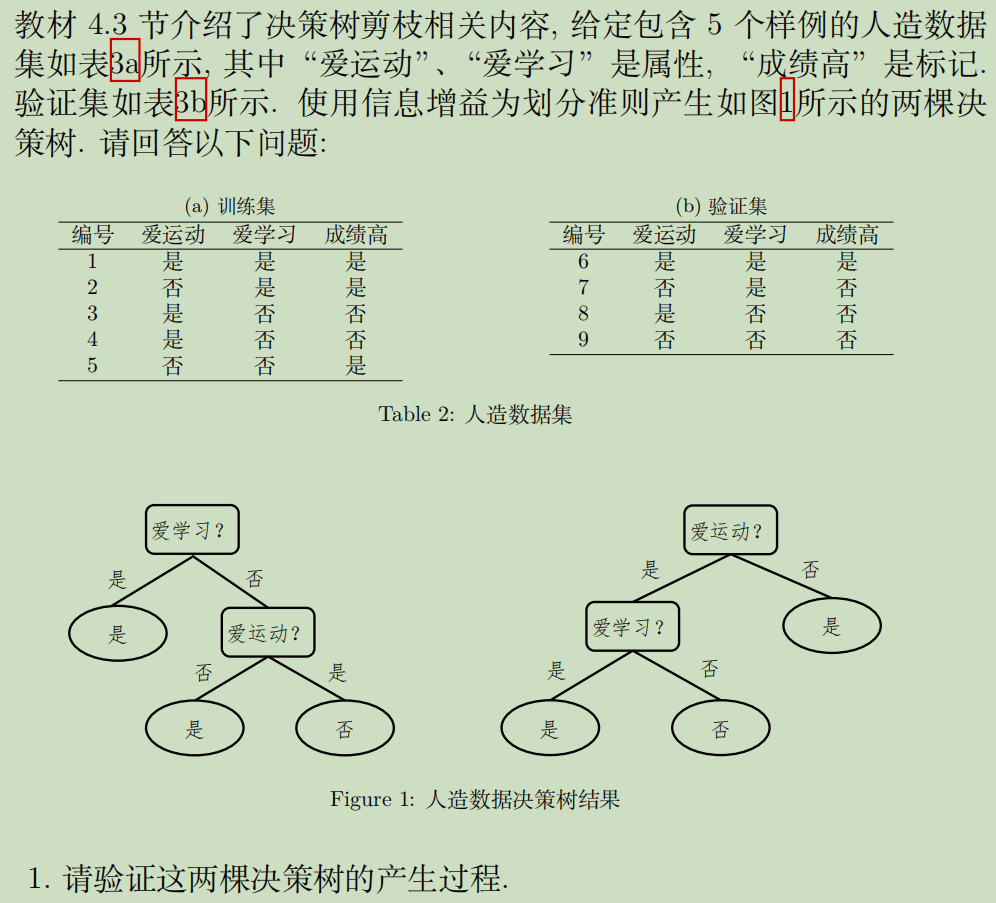 教材 4.3 节介绍了决策树剪枝相关内容, 给定包含 5 个样例的人造数据
集如表3a所示, 其中 “爱运动”、“爱学习” 是属性, “成绩高” 是标记.
验证集如表3b所示. 使用信息增益为划分准则产生如图1所示的两棵决
策树. 请回答以下问题:
(a) 训练集
编号 爱运动 爱学习 成绩高
1 是 是 是
2 否 是 是
3 是 否 否
4 是 否 否
5 否 否 是
(b) 验证集
编号 爱运动 爱学习 成绩高
6 是 是 是
7 否 是 否
8 是 否 否
9 否 否 否
Table 2: 人造数据集
爱学习?
是 否
是 爱运动?
否 是
是 否
爱运动?
是 否
爱学习? 是
是 否
是 否
Figure 1: 人造数据决策树结果
1. 请验证这两棵决策树的产生过程.